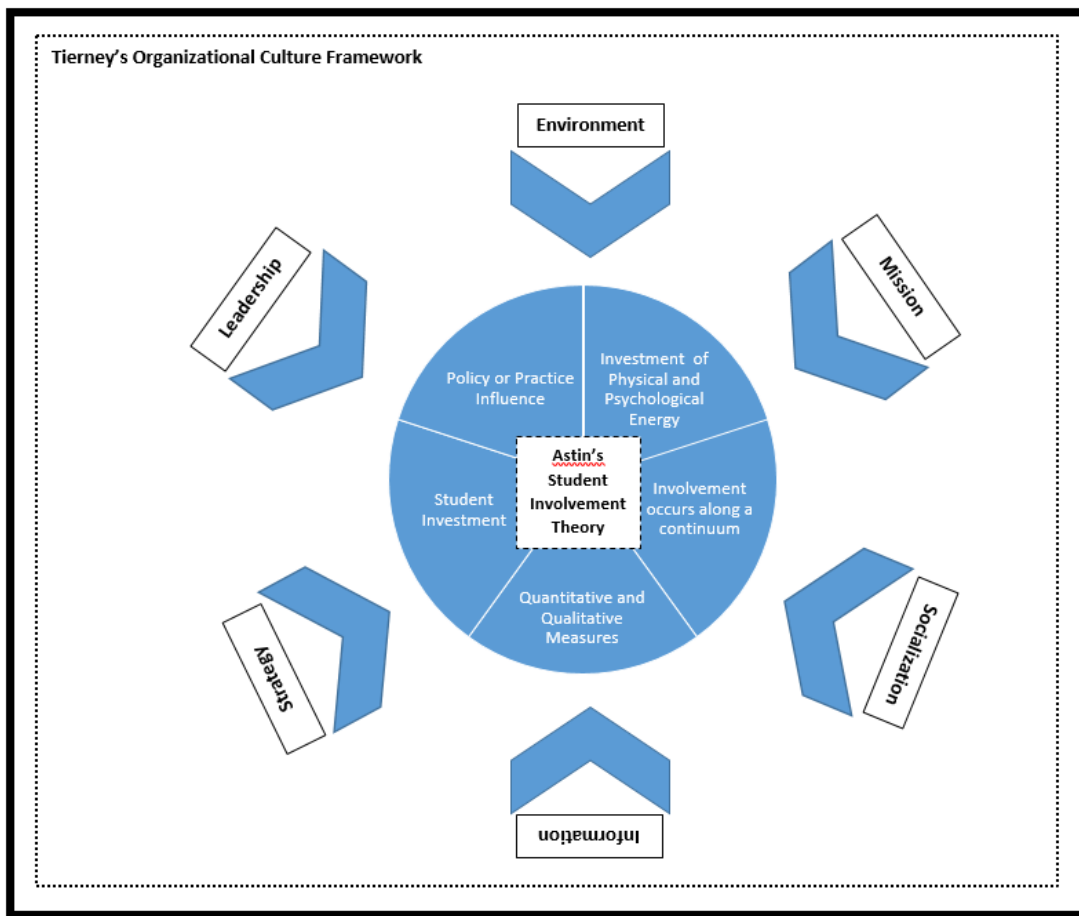 Tierney's Organizational Culture Framework
Environment
Mission
Socialization
Information
Strategy
Leadership
Policy or Practice
Influence
Investment of
Physical and
Psychological
Energy
Involvement
occurs along a
continuum
Quantitative and
Qualitative
Measures
Student
Investment
Astin's
Student
Involvement
Theory